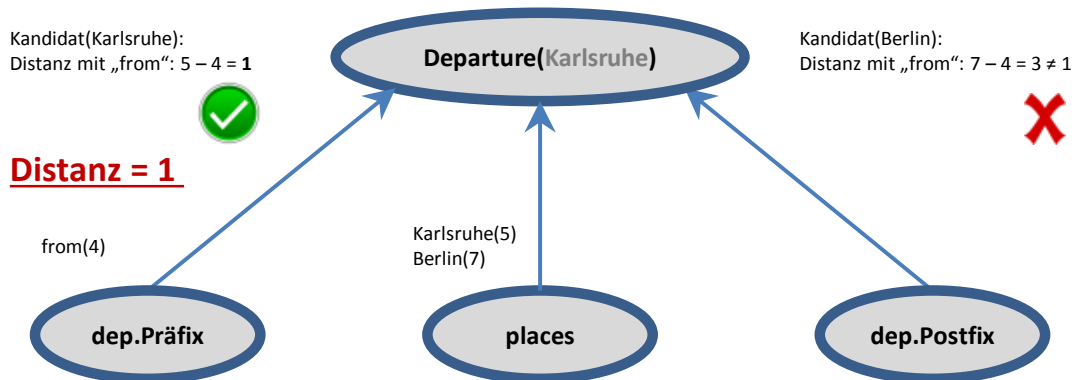 Kandidat(Karlsruhe):
Distanz mit „from“: 5 – 4 = 1
Departure(Karlsruhe)
Kandidat(Berlin):
Distanz mit „from“: 7 – 4 = 3 ≠ 1
Distanz = 1
from(4)
Karlsruhe(5)
Berlin(7)
dep.Präfix
places
dep.Postfix